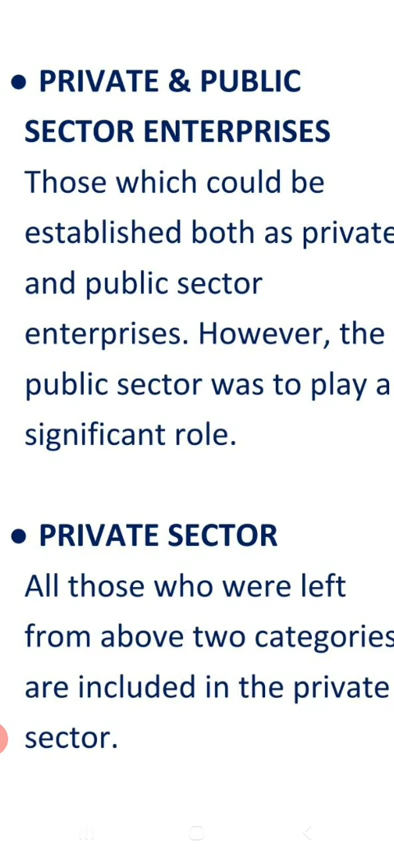 ● PRIVATE & PUBLIC
SECTOR ENTERPRISES
Those which could be
established both as private
and public sector
enterprises. However, the
public sector was to play a
significant role.
● PRIVATE SECTOR
All those who were left
from above two categories
are included in the private
sector.